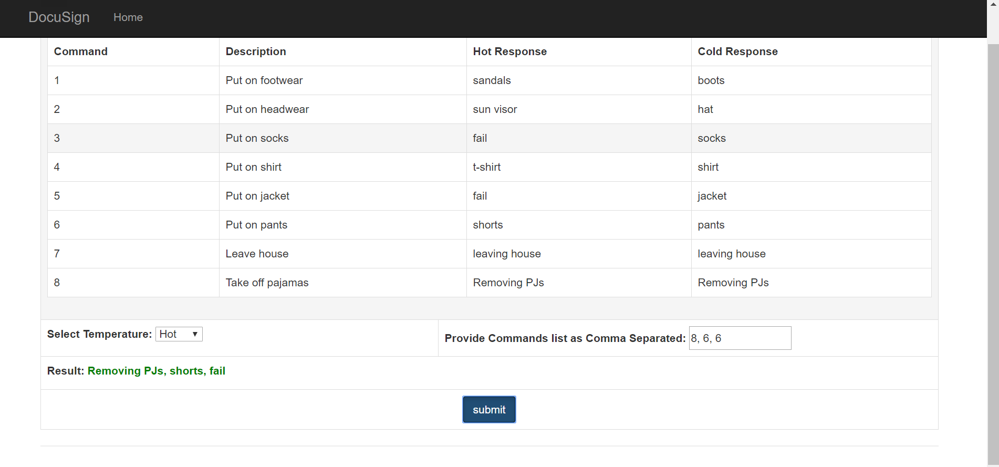 DocuSign Home
Command Description Hot Response Cold Response
1 Put on footwear sandals boots
2 Put on headwear sun visor hat
3 Put on socks fail socks
4 Put on shirt t-shirt shirt
5 Put on jacket fail jacket
6 Put on pants shorts pants
7 Leave house leaving house leaving house
8 Take off pajamas Removing PJs Removing PJs
Select Temperature: Hot Provide Commands list as Comma Separated: 8, 6, 6
Result: Removing PJs, shorts, fail
submit